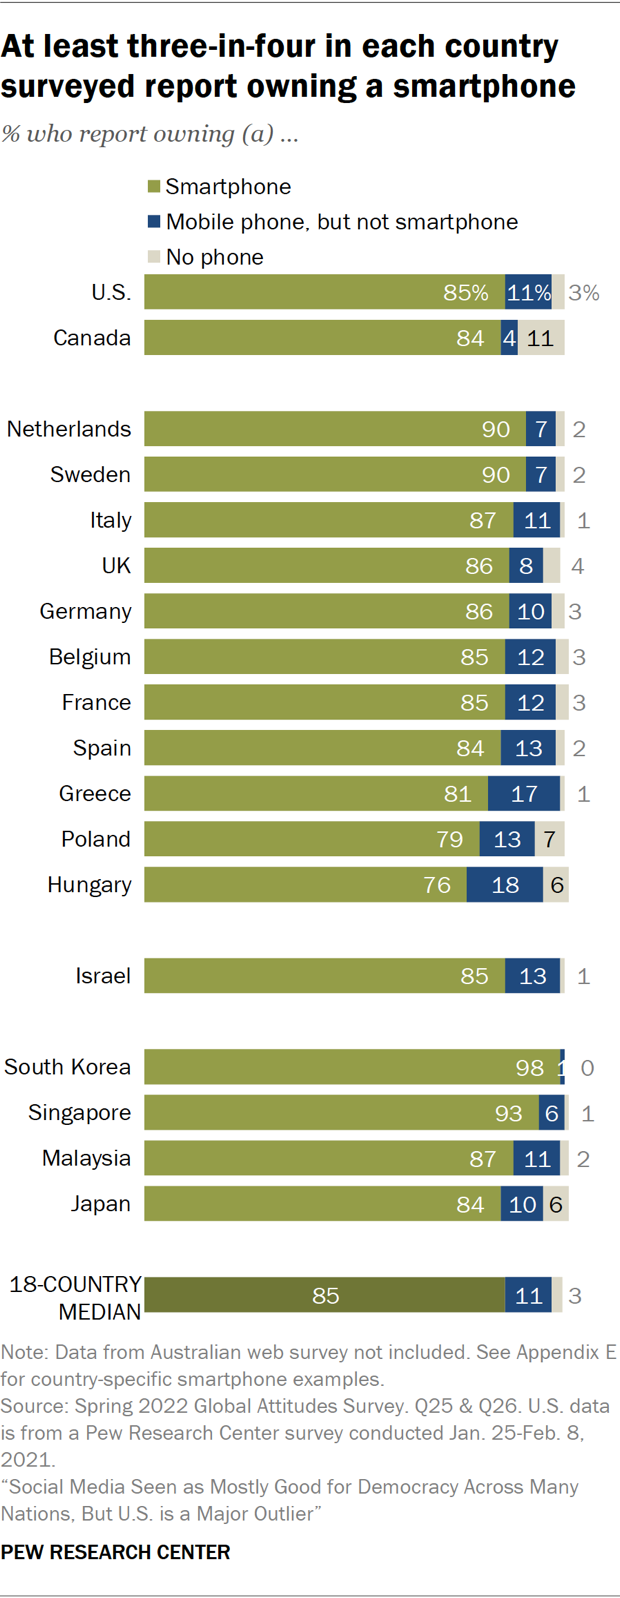 At least three-in-four in each country
surveyed report owning a smartphone
% who report owning (a) ...
Smartphone
Mobile phone, but not smartphone
No phone
U.S. 85% 11% 3%
Canada 84 4 11
Netherlands 90 7 2
Sweden 90 7 2
Italy 87 11 1
UK 86 8 4
Germany 86 10 3
Belgium 85 12 3
France 85 12 3
Spain 84 13 2
Greece 81 17 1
Poland 79 13 7
Hungary 76 18 6
Israel 85 13 1
South Korea 98 1 0
Singapore 93 6 1
Malaysia 87 11 2
Japan 84 10 6
18-COUNTRY
MEDIAN 85 11 3
Note: Data from Australian web survey not included. See Appendix E
for country-specific smartphone examples.
Source: Spring 2022 Global Attitudes Survey. Q25 & Q26. U.S. data
is from a Pew Research Center survey conducted Jan. 25-Feb. 8,
2021.
“Social Media Seen as Mostly Good for Democracy Across Many
Nations, But U.S. is a Major Outlier”
PEW RESEARCH CENTER